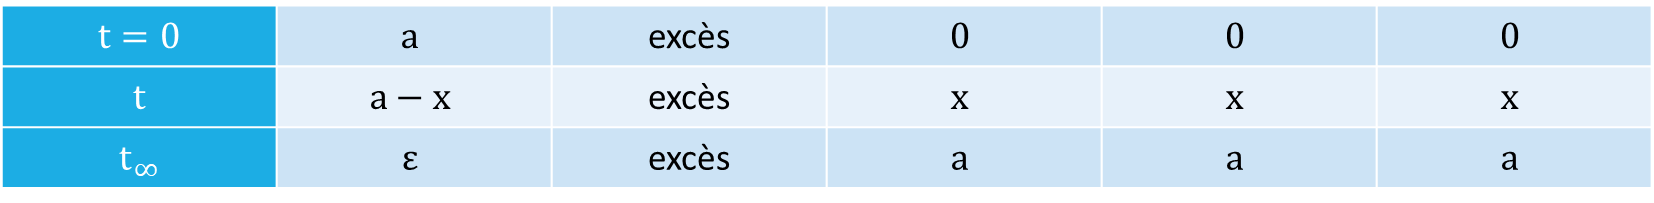 t = 0 a excès 0 0 0
t a − x excès x x x
t∞ ε excès a a a